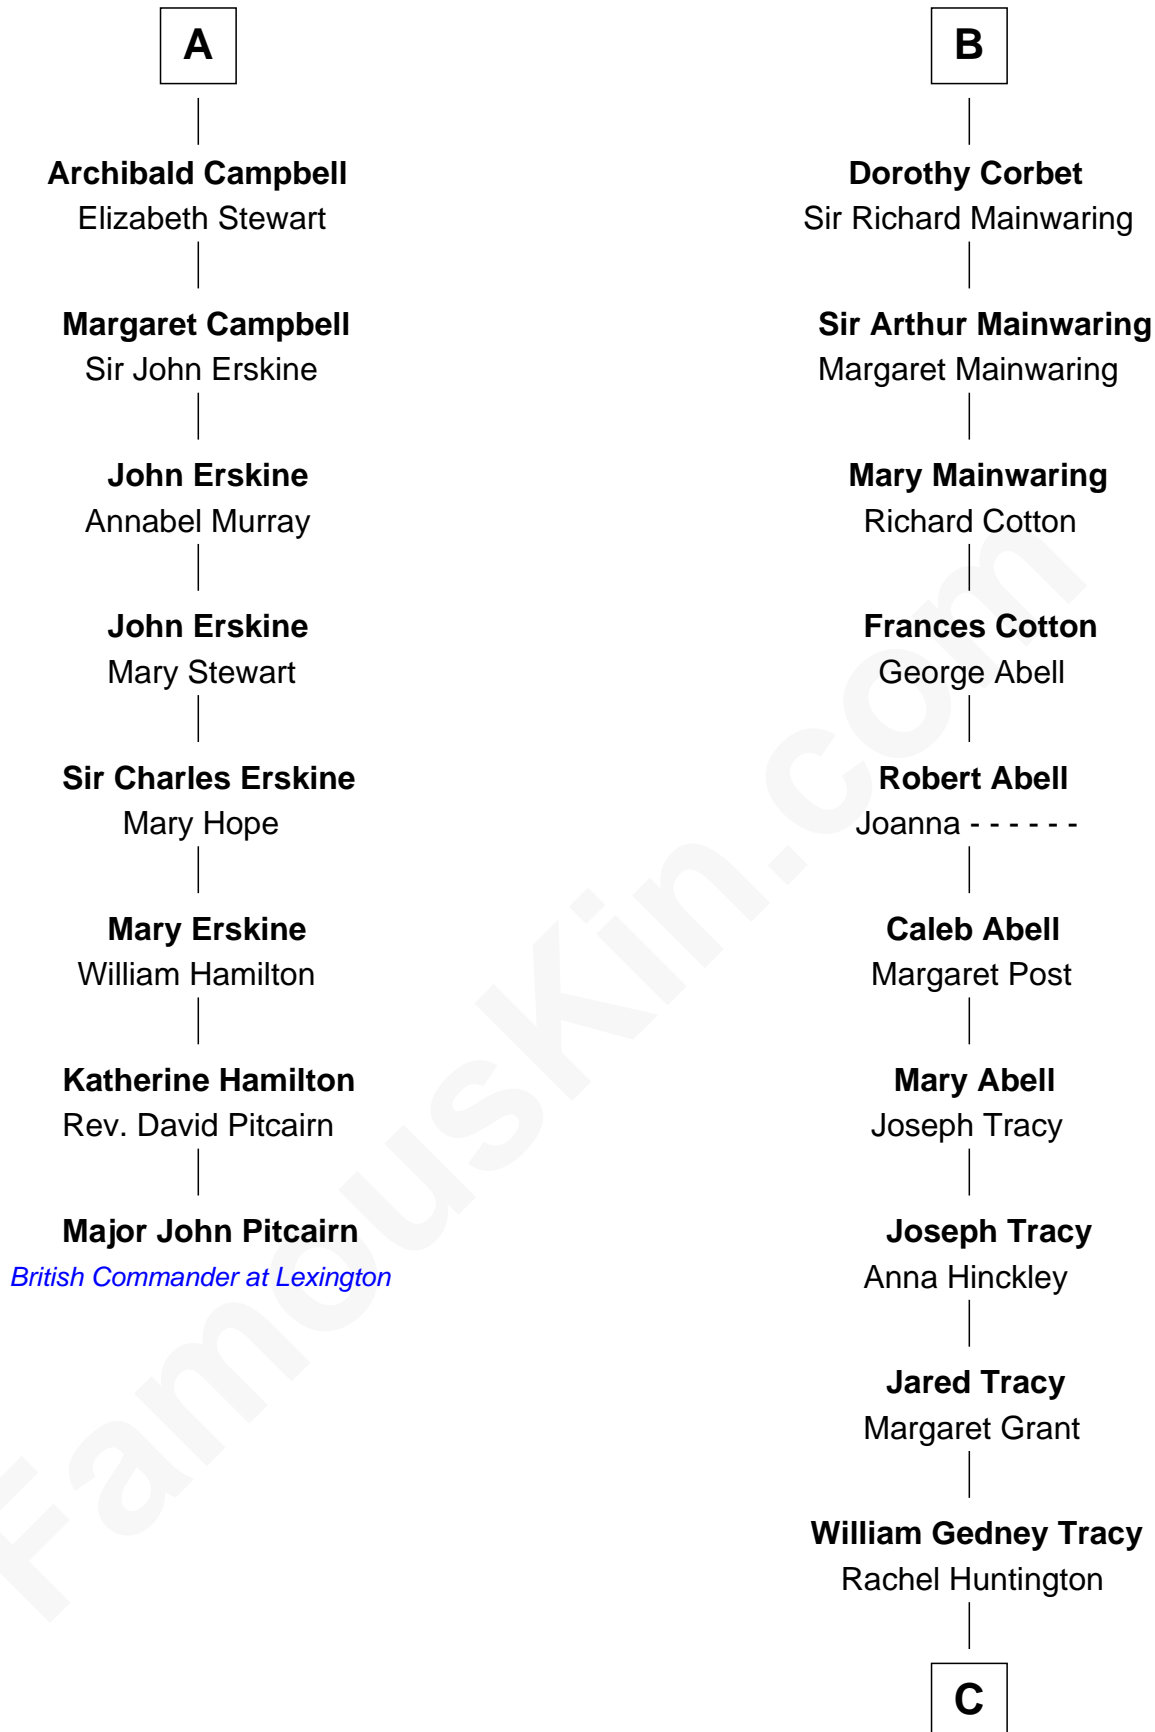 A
Archibald Campbell
Elizabeth Stewart
Margaret Campbell
Sir John Erskine
John Erskine
Annabel Murray
John Erskine
Mary Stewart
Sir Charles Erskine
Mary Hope
Mary Erskine
William Hamilton
Katherine Hamilton
Rev. David Pitcairn
Major John Pitcairn
British Commander at Lexington
B
Dorothy Corbet
Sir Richard Mainwaring
Sir Arthur Mainwaring
Margaret Mainwaring
Mary Mainwaring
Richard Cotton
Frances Cotton
George Abell
Robert Abell
Joanna - - - - - -
Caleb Abell
Margaret Post
Mary Abell
Joseph Tracy
Joseph Tracy
Anna Hinckley
Jared Tracy
Margaret Grant
William Gedney Tracy
Rachel Huntington
C
FamousKin.com